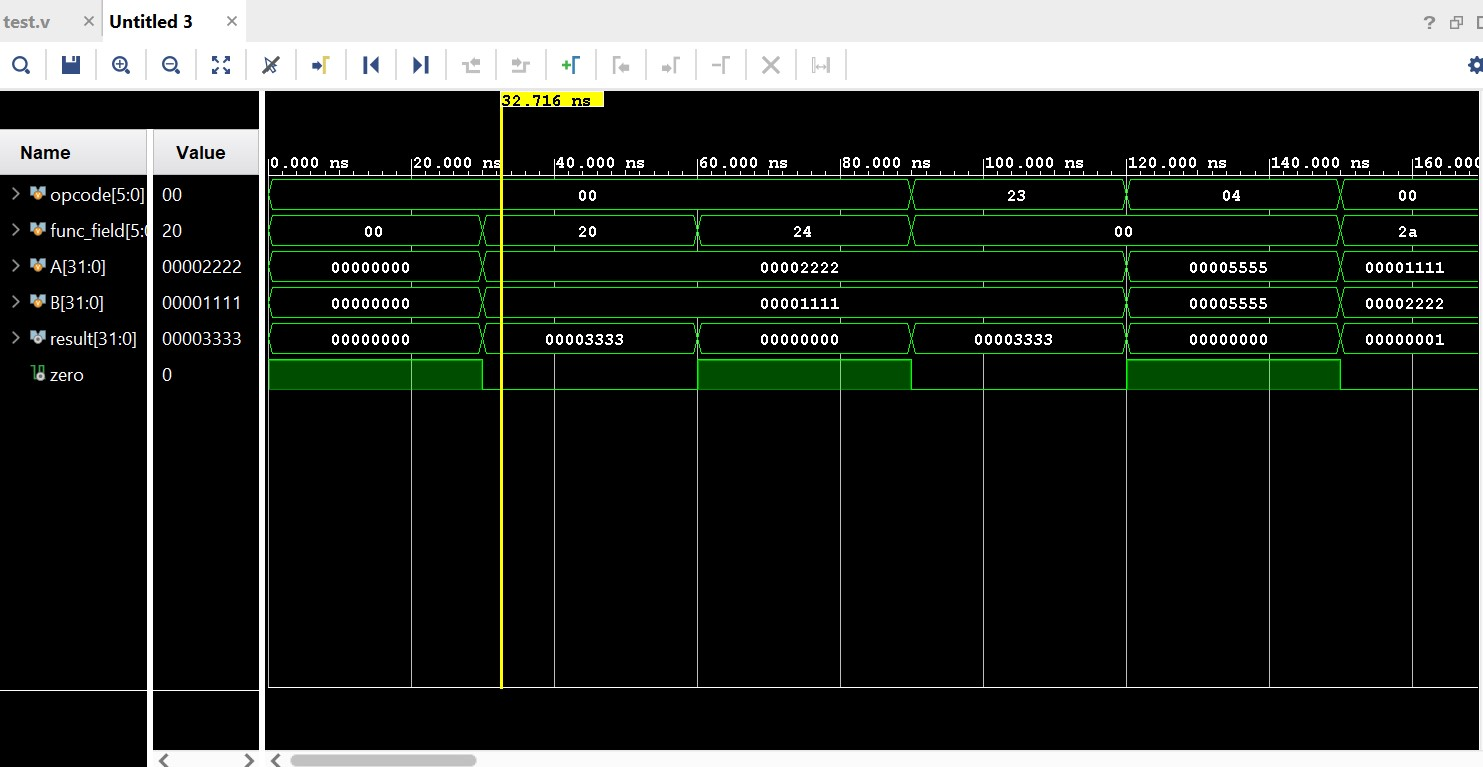 test.v × Untitled 3 ×
?
32.716 ns
Name Value 0.000 ns 20.000 ns 40.000 ns 60.000 ns 80.000 ns 100.000 ns 120.000 ns 140.000 ns 160.000
opcode[5:0] 00 00 23 04 00
func_field[5:0 20 00 20 24 00 2a
A[31:0] 00002222 00000000 00002222 00005555 00001111
B[31:0] 00001111 00000000 00001111 00005555 00002222
result[31:0] 00003333 00000000 00003333 00000000 00003333 00000000 00000001
zero 0